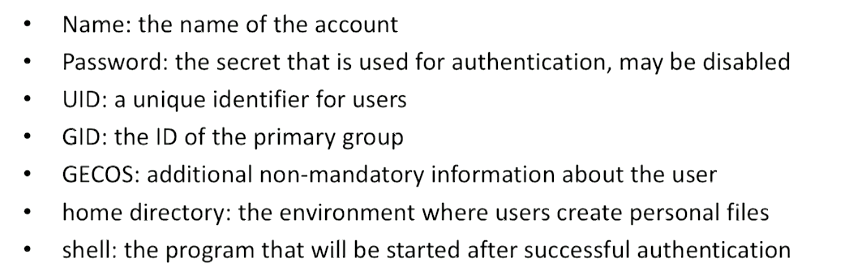 • Name: the name of the account
• Password: the secret that is used for authentication, may be disabled
• UID: a unique identifier for users
• GID: the ID of the primary group
• GECOS: additional non-mandatory information about the user
• home directory: the environment where users create personal files
• shell: the program that will be started after successful authentication